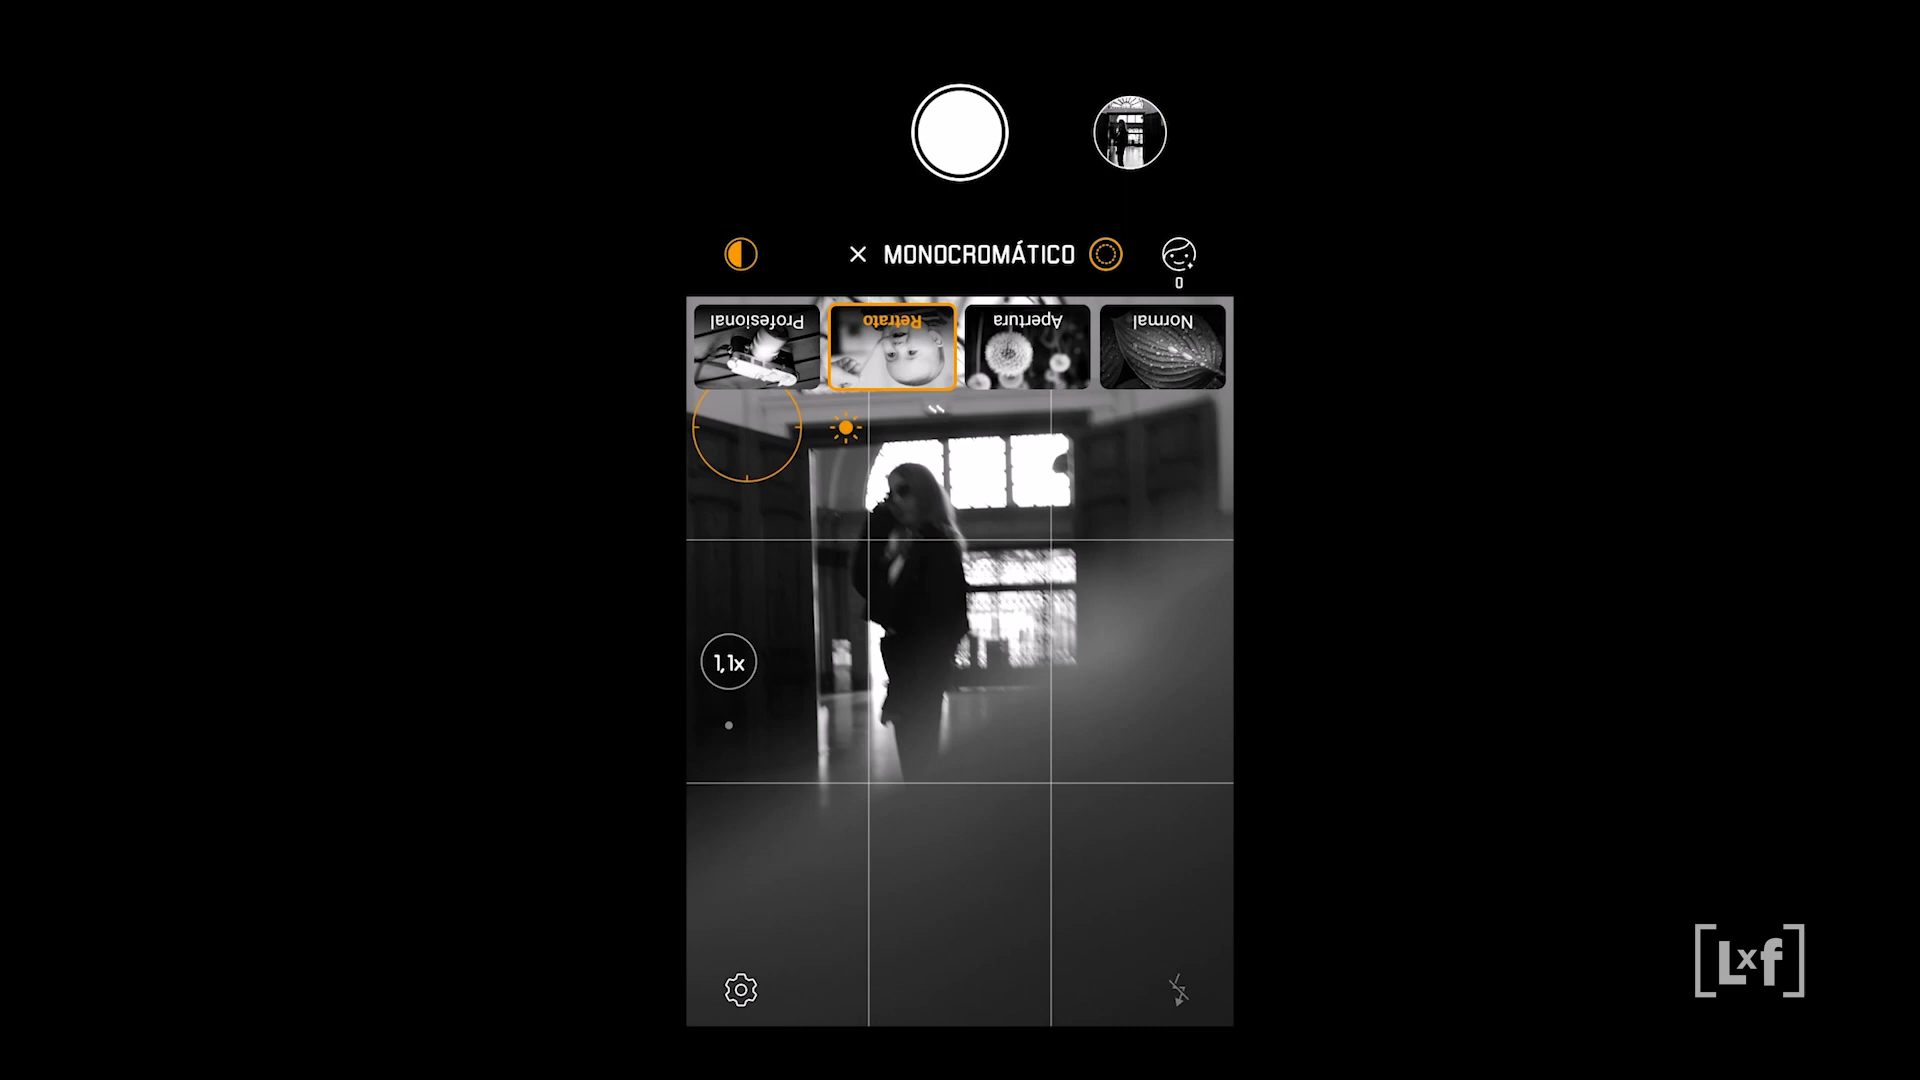 MONOCROMÁTICO
0
Profesional
Retrato
Apertura
Normal
1,1x
[Lxf]